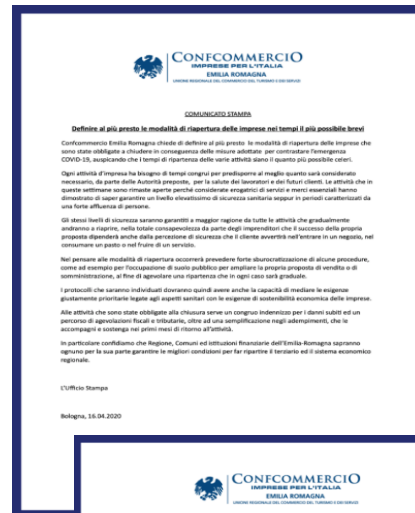 CONFCOMMERCIO
IMPRESE PER L'ITALIA
EMILIA ROMAGNA
UNIONE REGIONALE DEL COMMERCIO DEL TURISMO E DEI SERVIZI
COMUNICATO STAMPA
Definire al più presto le modalità di riapertura delle imprese nei tempi il più possibile brevi
Confcommercio Emilia Romagna chiede di definire al più presto le modalità di riapertura delle imprese che
sono state obbligate a chiudere in conseguenza delle misure adottate per contrastare l'emergenza
COVID-19, auspicando che i tempi di ripartenza delle varie attività siano il quanto più possibile celeri.
Ogni attività d'impresa ha bisogno di tempi congrui per predisporre al meglio quanto sarà considerato
necessario, da parte delle Autorità preposte, per la salute dei lavoratori e dei futuri clienti. Le attività che in
queste settimane sono rimaste aperte perché considerate erogatrici di servizi e merci essenziali hanno
dimostrato di saper garantire un livello elevatissimo di sicurezza sanitaria seppur in periodi caratterizzati da
una forte affluenza di persone.
Gli stessi livelli di sicurezza saranno garantiti a maggior ragione da tutte le attività che gradualmente
andranno a riaprire, nella totale consapevolezza da parte degli imprenditori che il successo della propria
proposta dipenderà anche dalla percezione di sicurezza che il cliente avvertirà nell'entrare in un negozio, nel
consumare un pasto o nel fruire di un servizio.
Nel pensare alle modalità di riapertura occorrerà prevedere forte sburocratizzazione di alcune procedure,
come ad esempio per l'occupazione di suolo pubblico per ampliare la propria proposta di vendita o di
somministrazione, al fine di agevolare una ripartenza che in ogni caso sarà graduale.
I protocolli che saranno individuati dovranno quindi avere anche la capacità di mediare le esigenze
giustamente prioritarie legate agli aspetti sanitari con le esigenze di sostenibilità economica delle imprese.
Alle attività che sono state obbligate alla chiusura serve un congruo indennizzo per i danni subiti ed un
percorso di agevolazioni fiscali e tributarie, oltre ad una semplificazione negli adempimenti, che le
accompagni e sostenga nei primi mesi di ritorno all'attività.
In particolare confidiamo che Regione, Comuni ed istituzioni finanziarie dell'Emilia-Romagna sapranno
ognuno per la sua parte garantire le migliori condizioni per far ripartire il terziario ed il sistema economico
regionale.
L'Ufficio Stampa
Bologna, 16.04.2020
CONFCOMMERCIO
IMPRESE PER L'ITALIA
EMILIA ROMAGNA
UNIONE REGIONALE DEL COMMERCIO DEL TURISMO E DEI SERVIZI